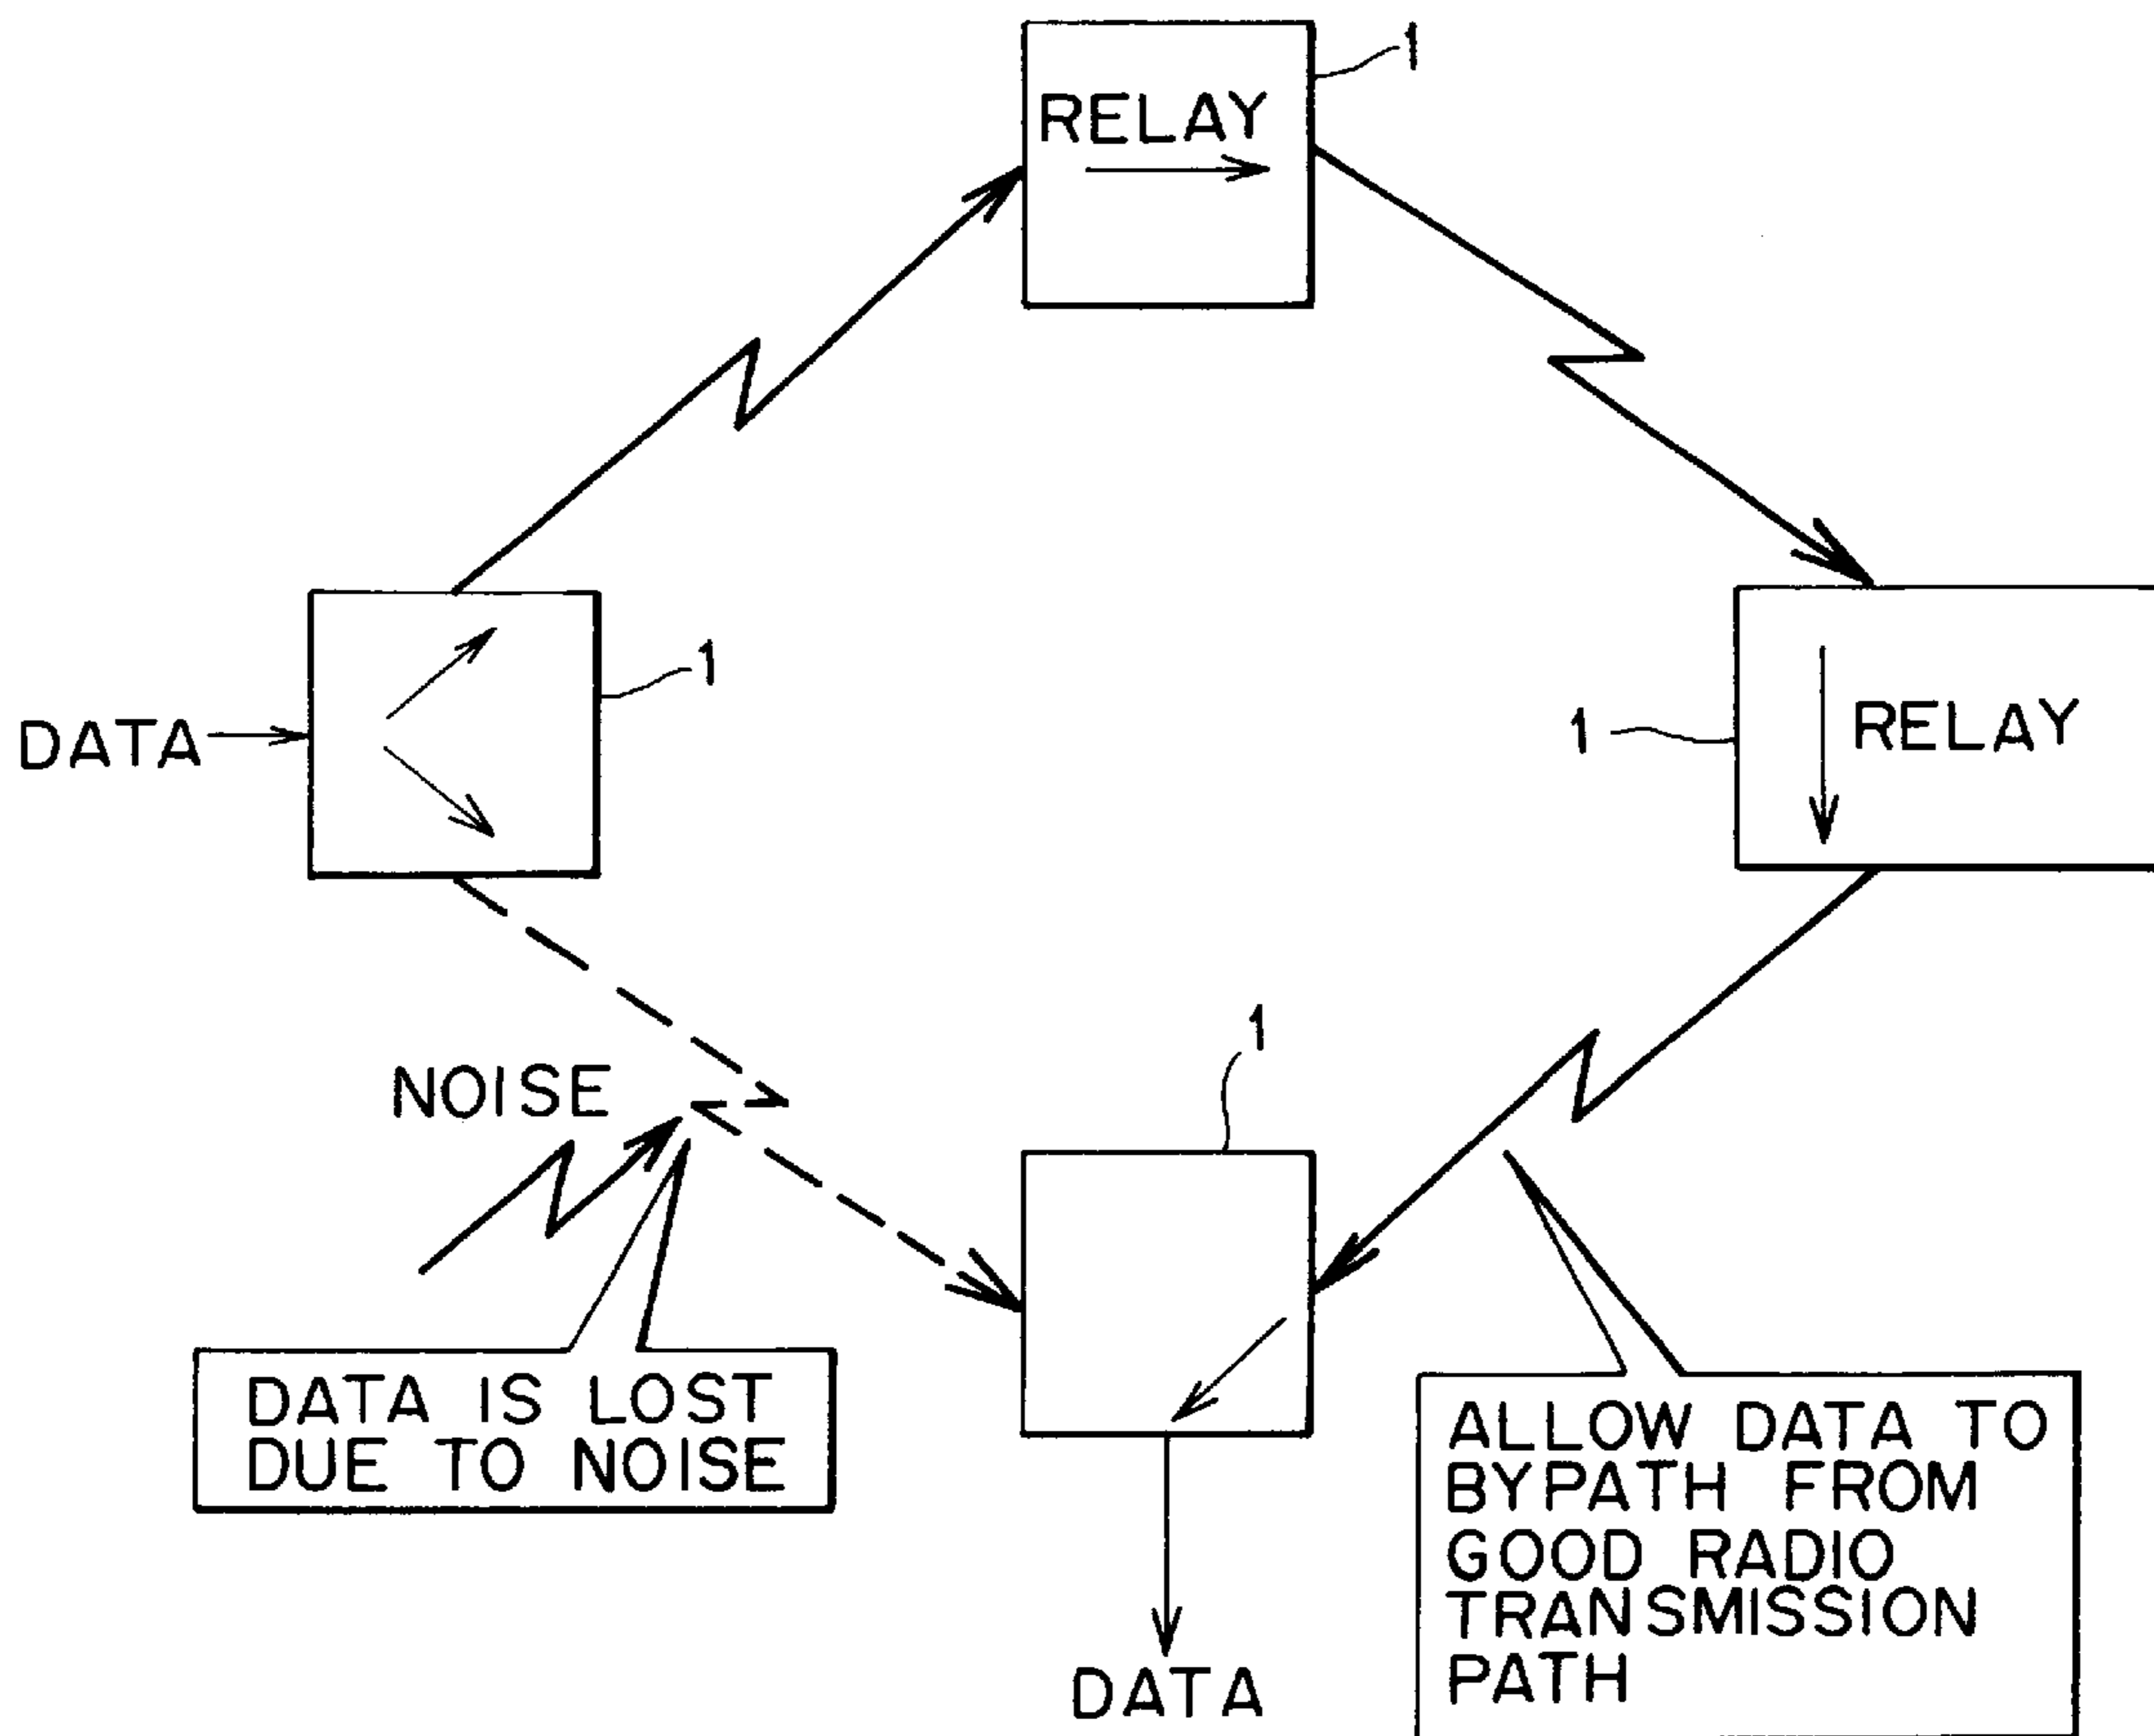 1
RELAY
1
DATA
1
RELAY
1
NOISE
DATA IS LOST
DUE TO NOISE
ALLOW DATA TO
BYPATH FROM
GOOD RADIO
TRANSMISSION
PATH
DATA